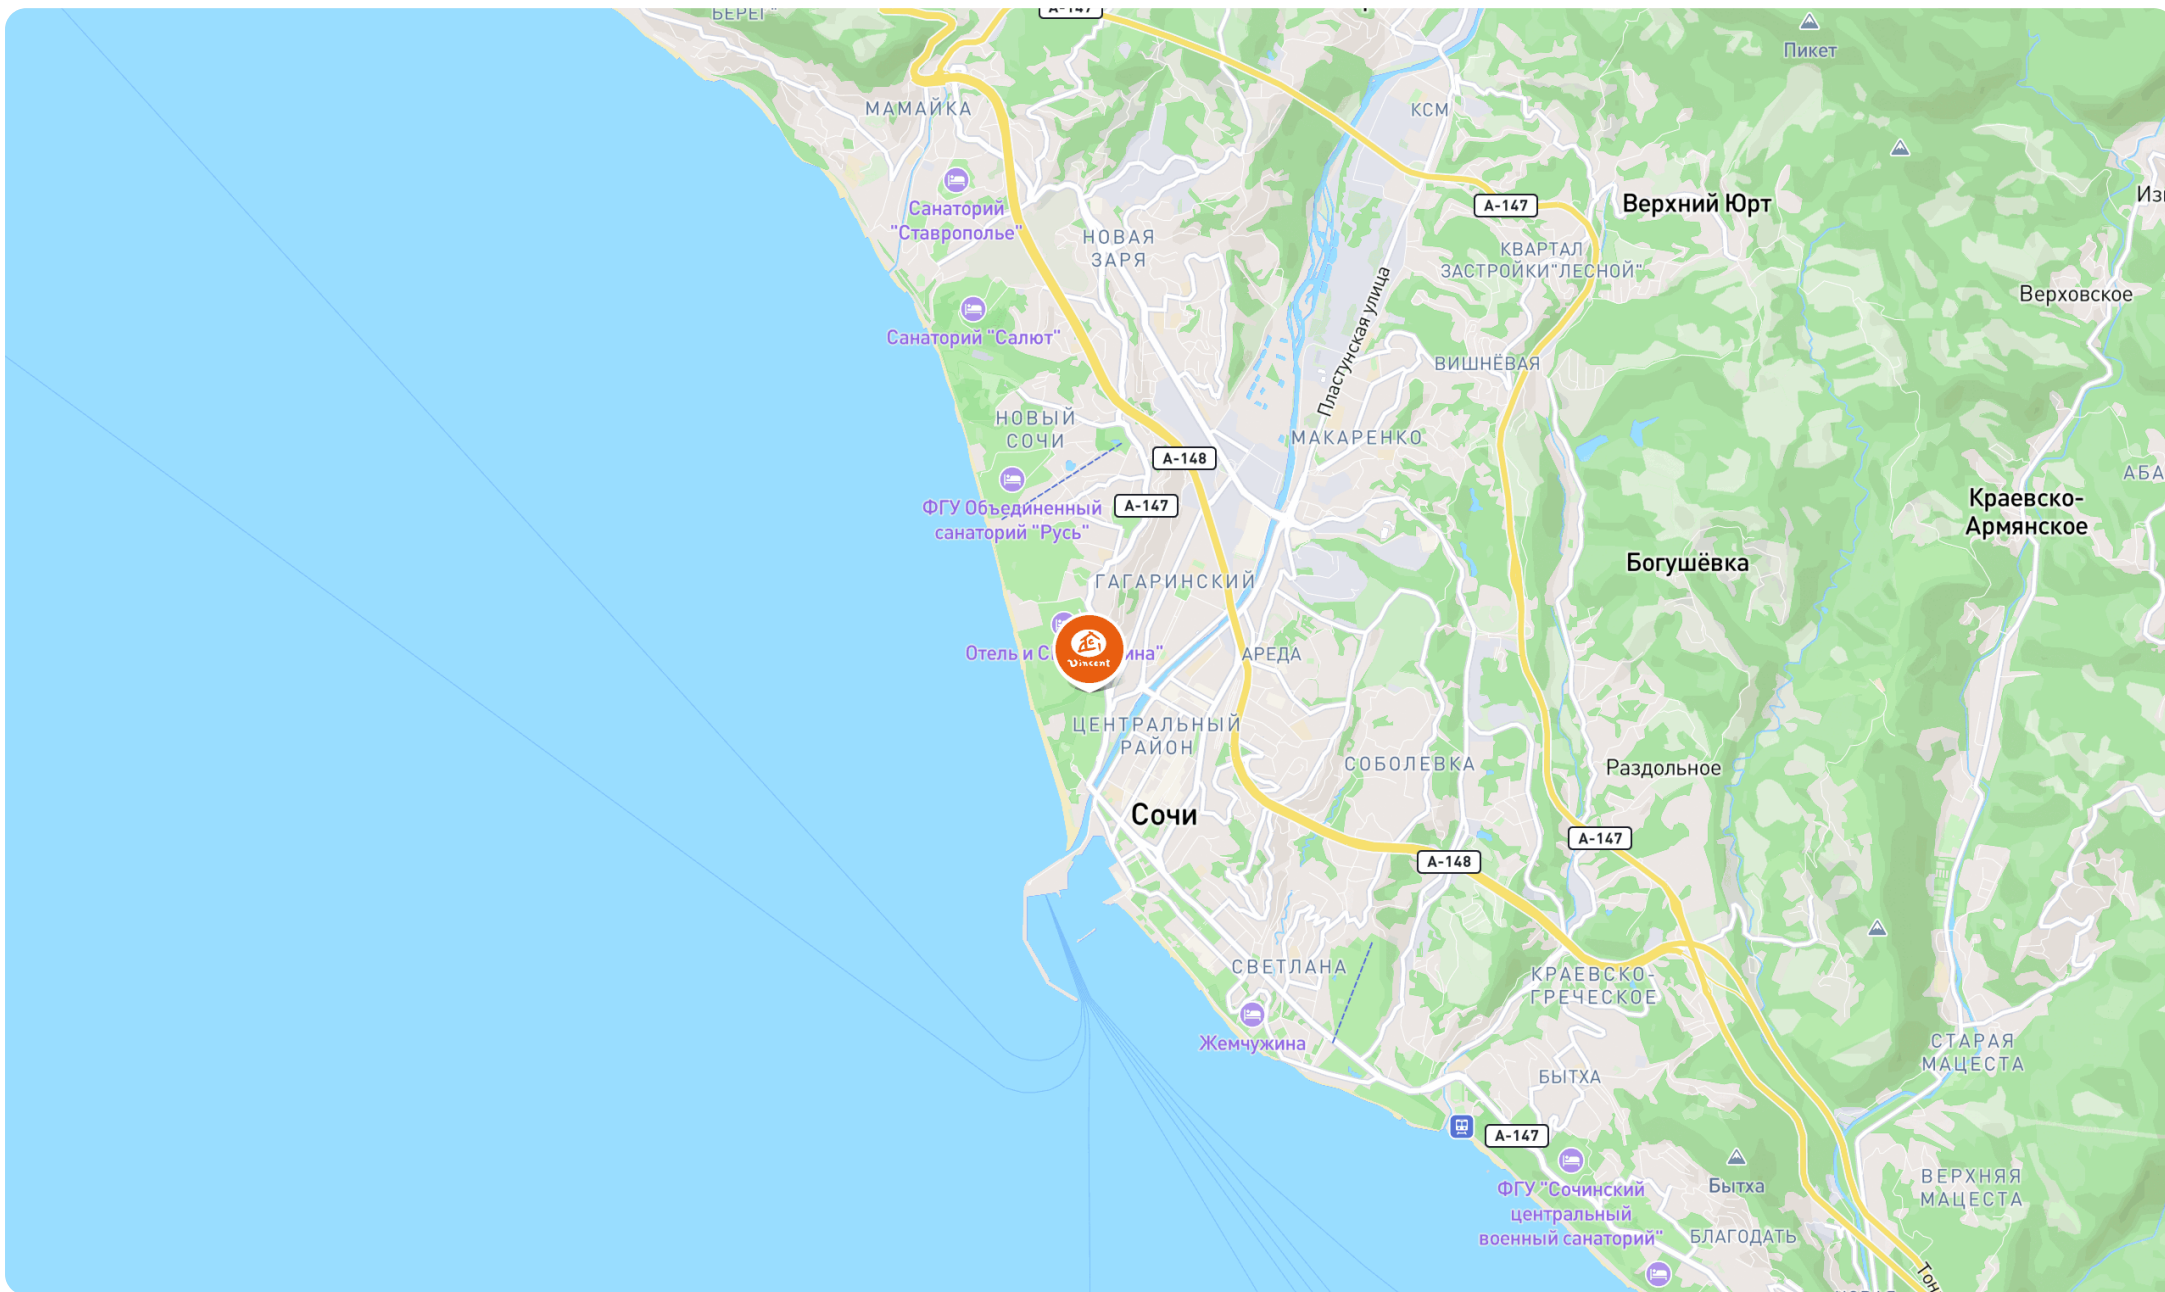 БЕРЕГ"
А-147
Пикет
МАМАЙКА
КСМ
Санаторий
"Ставрополье"
А-147
Верхний Юрт
НОВАЯ
ЗАРЯ
КВАРТАЛ
ЗАСТРОЙКИ"ЛЕСНОЙ"
Верховское
Санаторий "Салют"
Пластунская улица
ВИШНЁВАЯ
НОВЫЙ
СОЧИ
МАКАРЕНКО
А-148
А-147
ФГУ Объединенный
санаторий "Русь"
Краевско-
Армянское
Богушёвка
ГАГАРИНСКИЙ
Отель и
Vincent
АРЕДА
ЦЕНТРАЛЬНЫЙ
РАЙОН
СОБОЛЕВКА
Раздольное
Сочи
А-147
А-148
СВЕТЛАНА
КРАЕВСКО-
ГРЕЧЕСКОЕ
Жемчужина
СТАРАЯ
МАЦЕСТА
БЫТХА
А-147
ФГУ "Сочинский
центральный
военный санаторий"
Бытха
ВЕРХНЯЯ
МАЦЕСТА
БЛАГОДАТЬ